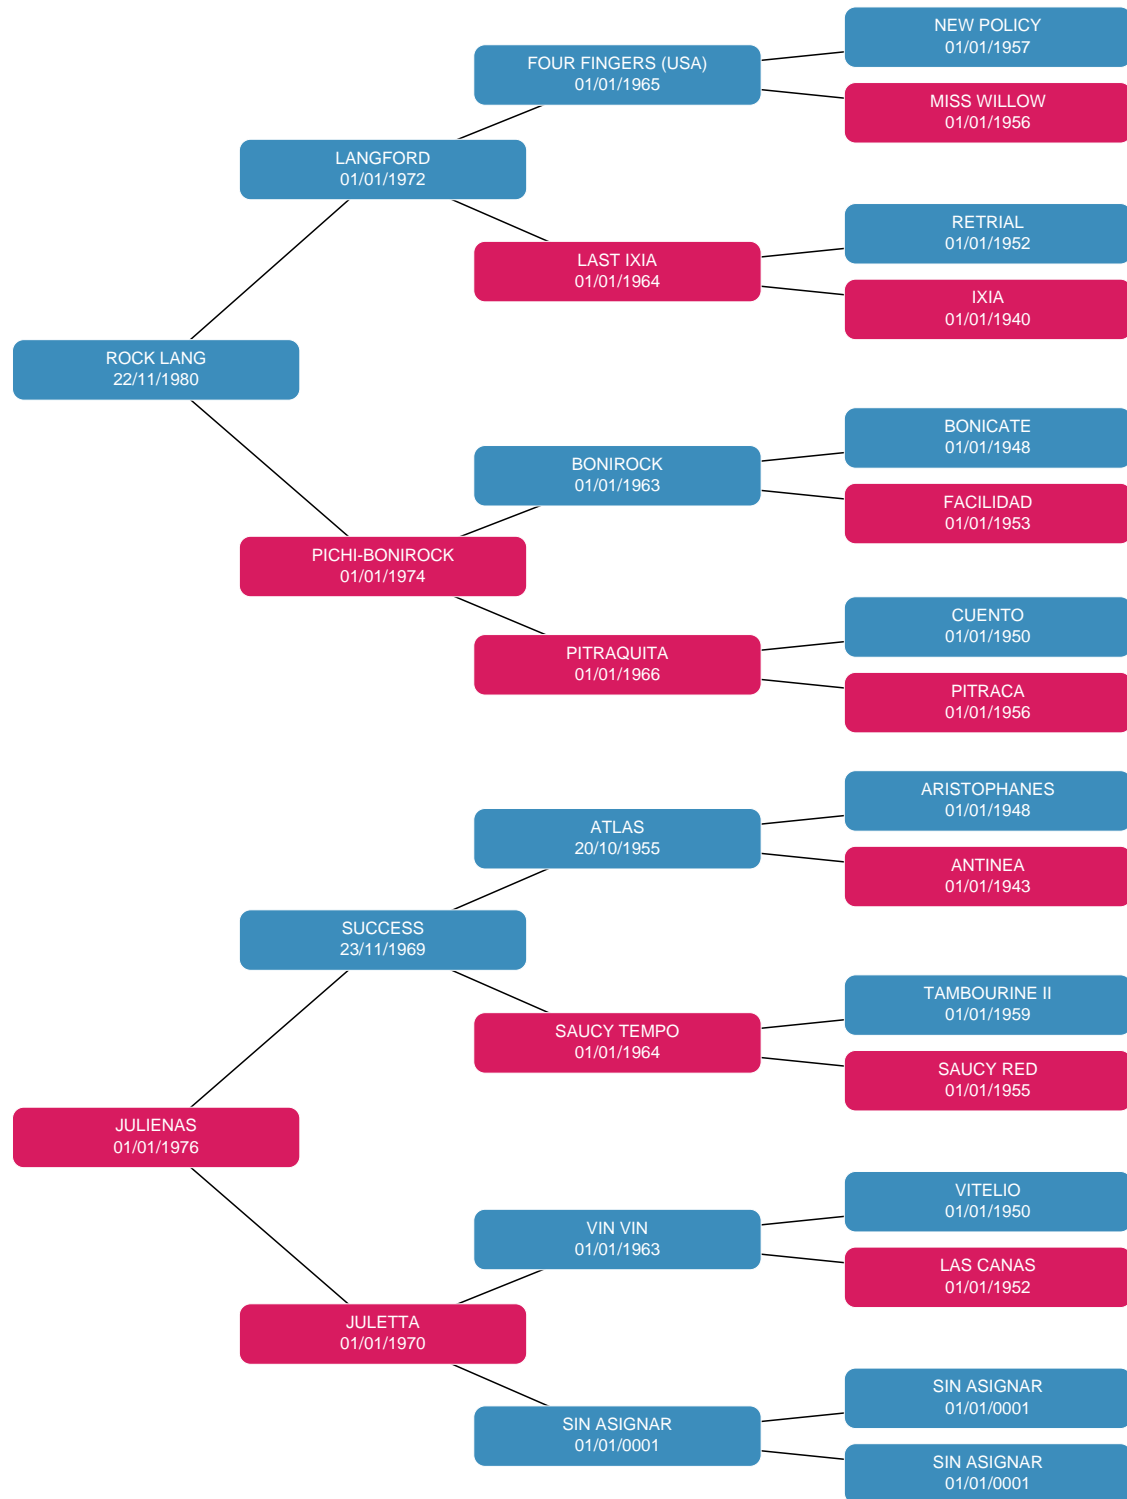 NEW POLICY
01/01/1957
FOUR FINGERS (USA)
01/01/1965
MISS WILLOW
01/01/1956
LANGFORD
01/01/1972
RETRIAL
01/01/1952
LAST IXIA
01/01/1964
IXIA
01/01/1940
ROCK LANG
22/11/1980
BONICATE
01/01/1948
BONIROCK
01/01/1963
FACILIDAD
01/01/1953
PICHI-BONIROCK
01/01/1974
CUENTO
01/01/1950
PITRAQUITA
01/01/1966
PITRACA
01/01/1956
ARISTOPHANES
01/01/1948
ATLAS
20/10/1955
ANTINEA
01/01/1943
SUCCESS
23/11/1969
TAMBOURINE II
01/01/1959
SAUCY TEMPO
01/01/1964
SAUCY RED
01/01/1955
JULIENAS
01/01/1976
VITELIO
01/01/1950
VIN VIN
01/01/1963
LAS CANAS
01/01/1952
JULETTA
01/01/1970
SIN ASIGNAR
01/01/0001
SIN ASIGNAR
01/01/0001
SIN ASIGNAR
01/01/0001